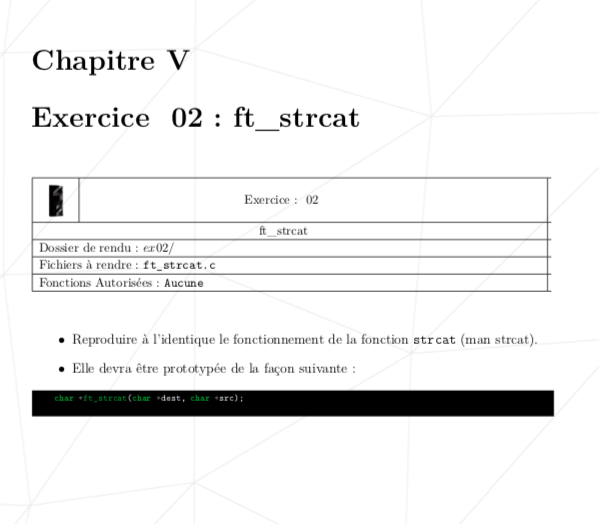 Chapitre V
Exercice 02 : ft_strcat
Exercice : 02
ft_strcat
Dossier de rendu : ex02/
Fichiers à rendre : ft_strcat.c
Fonctions Autorisées : Aucune
• Reproduire à l'identique le fonctionnement de la fonction strcat (man strcat).
• Elle devra être prototypée de la façon suivante :
char *ft_strcat(char *dest, char *src);